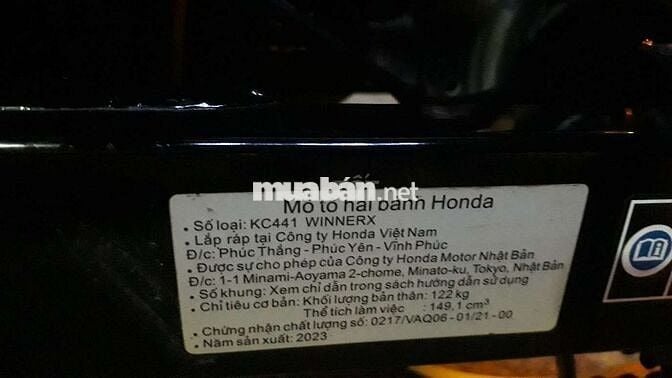 muaban.net
Mô tô hai bánh Honda
• Số loại: KC441 WINNERX
• Lắp ráp tại Công ty Honda Việt Nam
Đ/c: Phúc Thắng - Phúc Yên - Vĩnh Phúc
• Được sự cho phép của Công ty Honda Motor Nhật Bản
Đ/c: 1-1 Minami-Aoyama 2-chome, Minato-ku, Tokyo, Nhật Bản
• Số khung: Xem chỉ dẫn trong sách hướng dẫn sử dụng
• Chỉ tiêu cơ bản: Khối lượng bản thân: 122 kg
Thể tích làm việc : 149,1 cm³
• Chứng nhận chất lượng số: 0217/VAQ06 - 01/21 - 00
• Năm sản xuất: 2023